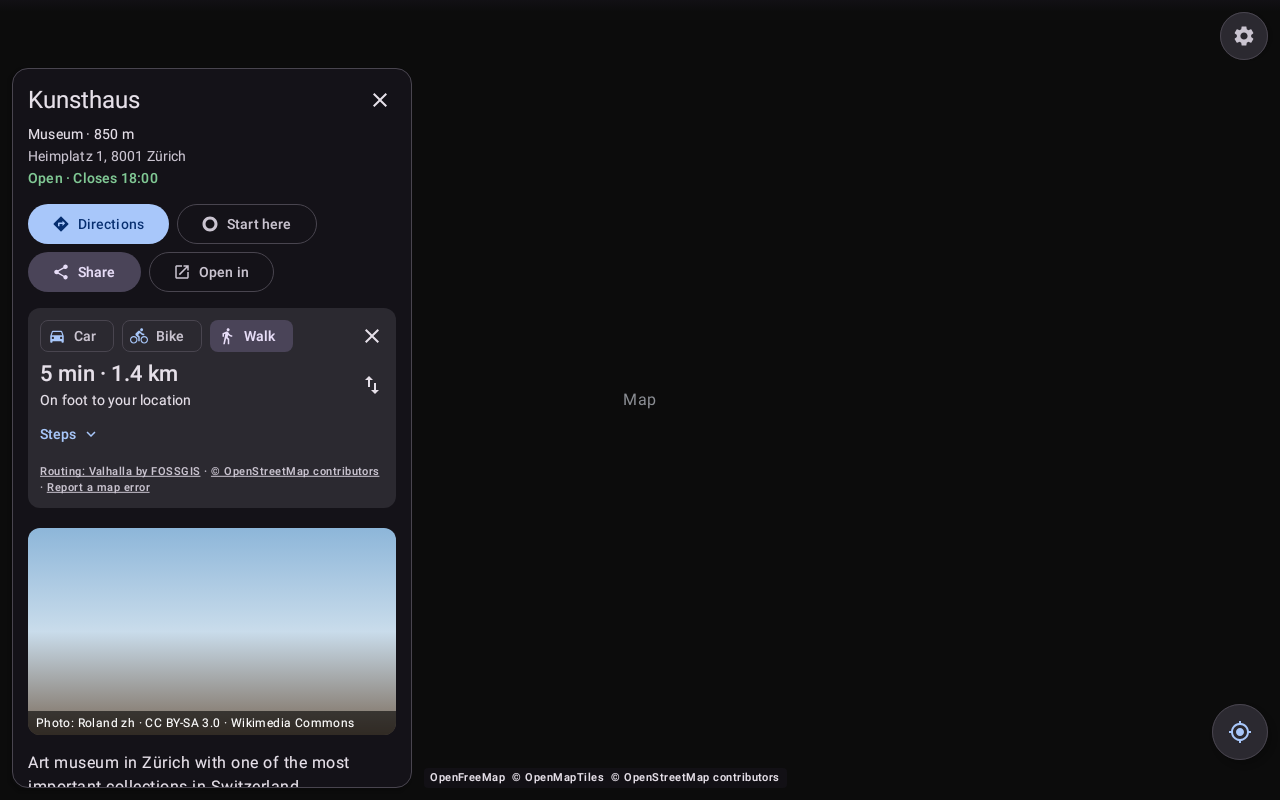 Kunsthaus
Museum · 850 m
Heimplatz 1, 8001 Zürich
Open · Closes 18:00
Directions
Start here
Share
Open in
Car
Bike
Walk
5 min · 1.4 km
On foot to your location
Steps
Routing: Valhalla by FOSSGIS · © OpenStreetMap contributors
· Report a map error
Photo: Roland zh · CC BY-SA 3.0 · Wikimedia Commons
Art museum in Zürich with one of the most
important collections in Switzerland
Map
OpenFreeMap © OpenMapTiles © OpenStreetMap contributors